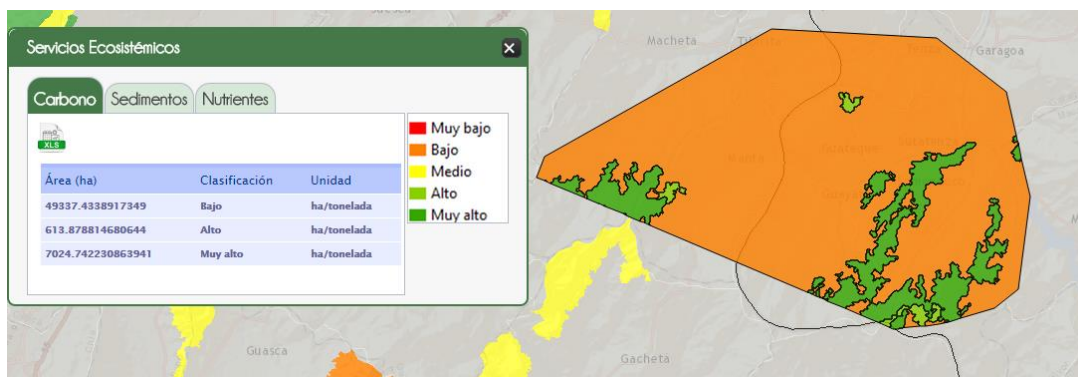 Servicios Ecosistémicos
Carbono Sedimentos Nutrientes
XLS
Área (ha) Clasificación Unidad
49337.4338917349 Bajo ha/tonelada
613.878814680644 Alto ha/tonelada
7024.742230863941 Muy alto ha/tonelada
Muy bajo
Bajo
Medio
Alto
Muy alto
Macheta
Garagoa
Manta
Guasca
Gacheta